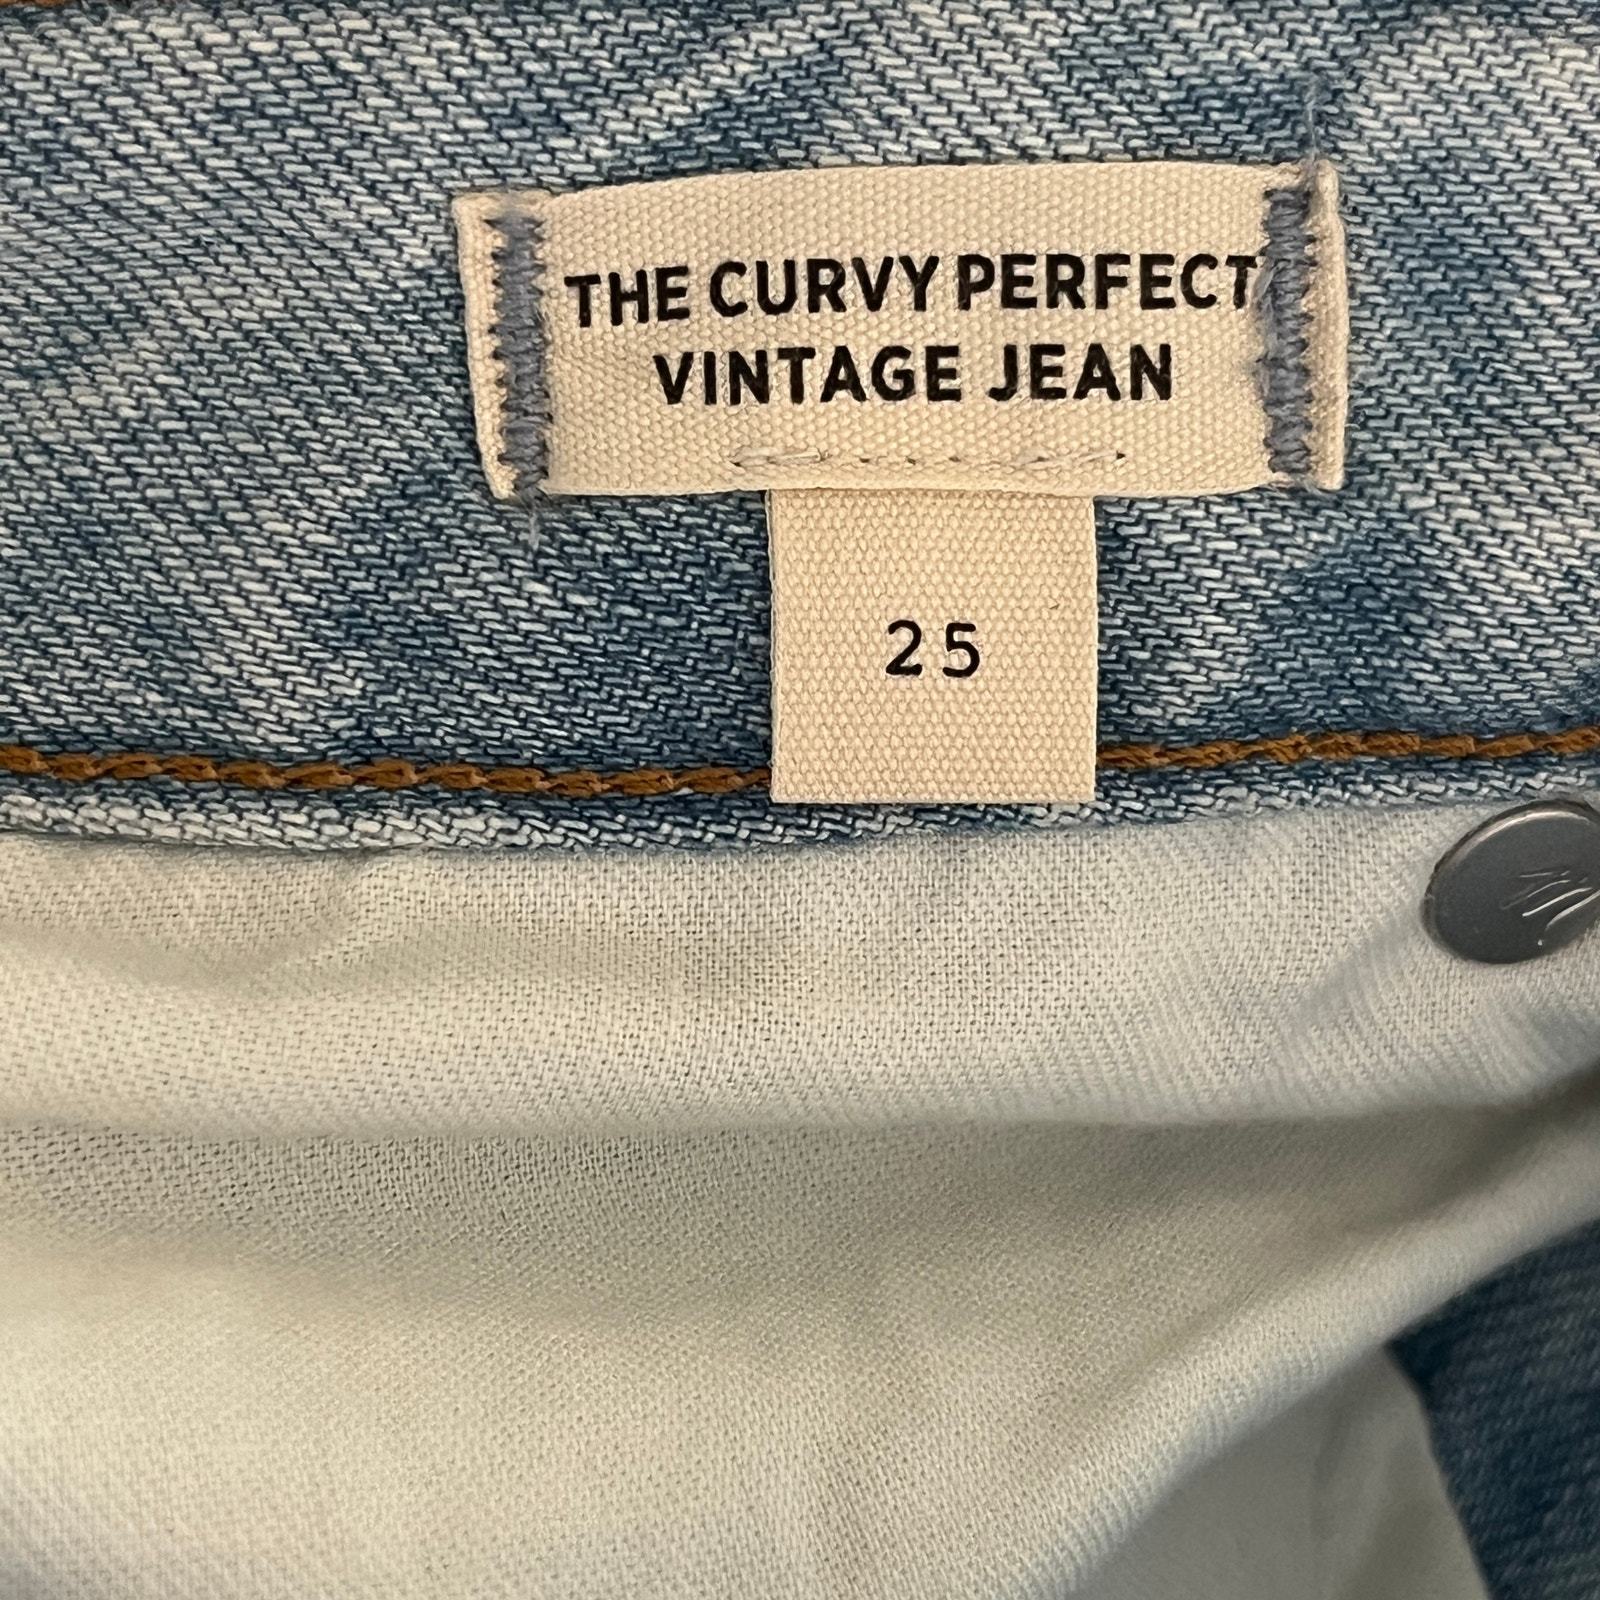 THE CURVY PERFECT
VINTAGE JEAN
25